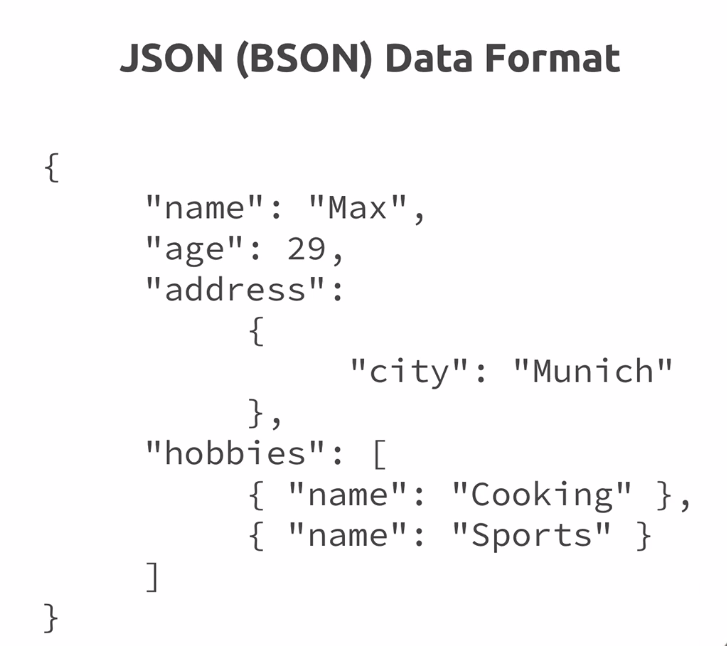 JSON (BSON) Data Format
{
"name": "Max",
"age": 29,
"address":
{
"city": "Munich"
},
"hobbies": [
{ "name": "Cooking" },
{ "name": "Sports" }
]
}